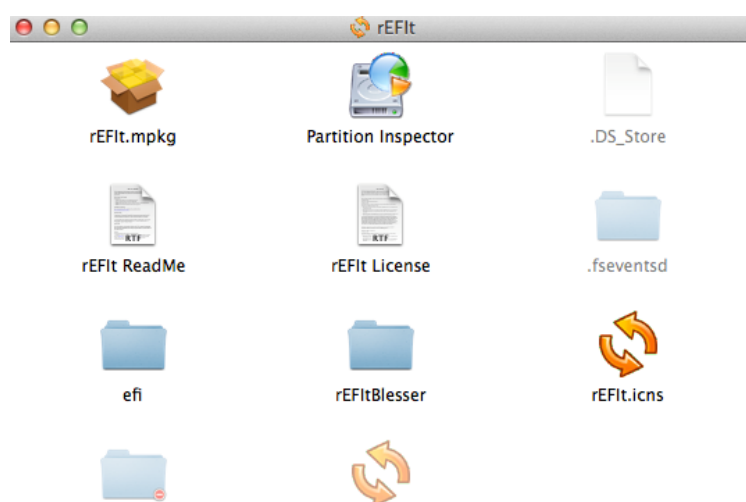 rEFIt
rEFIt.mpkg
Partition Inspector
.DS_Store
RTF
RTF
rEFIt ReadMe
rEFIt License
.fseventsd
efi
rEFItBlesser
rEFIt.icns